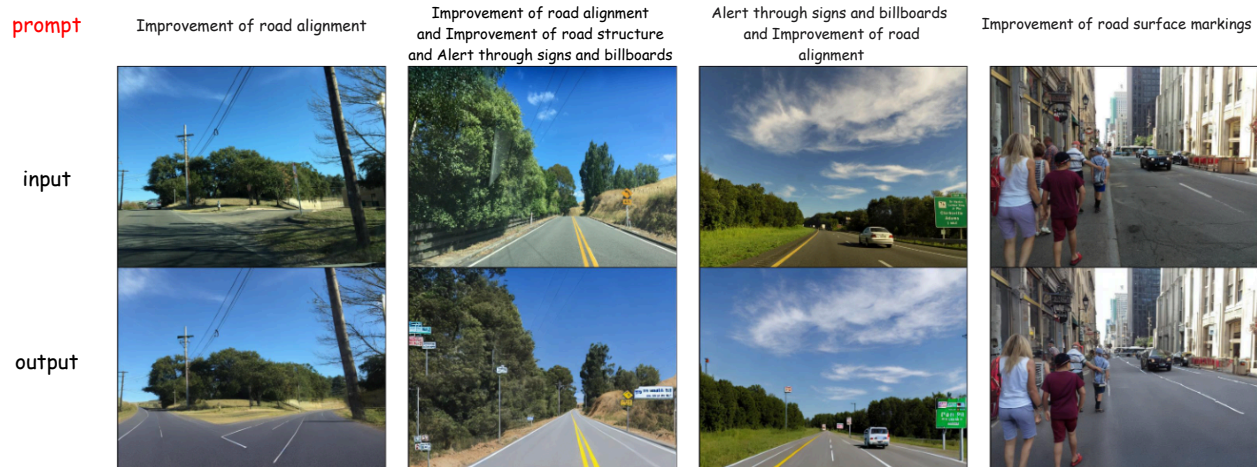 prompt
Improvement of road alignment
Improvement of road alignment
and Improvement of road structure
and Alert through signs and billboards
Alert through signs and billboards
and Improvement of road
alignment
Improvement of road surface markings
input
output